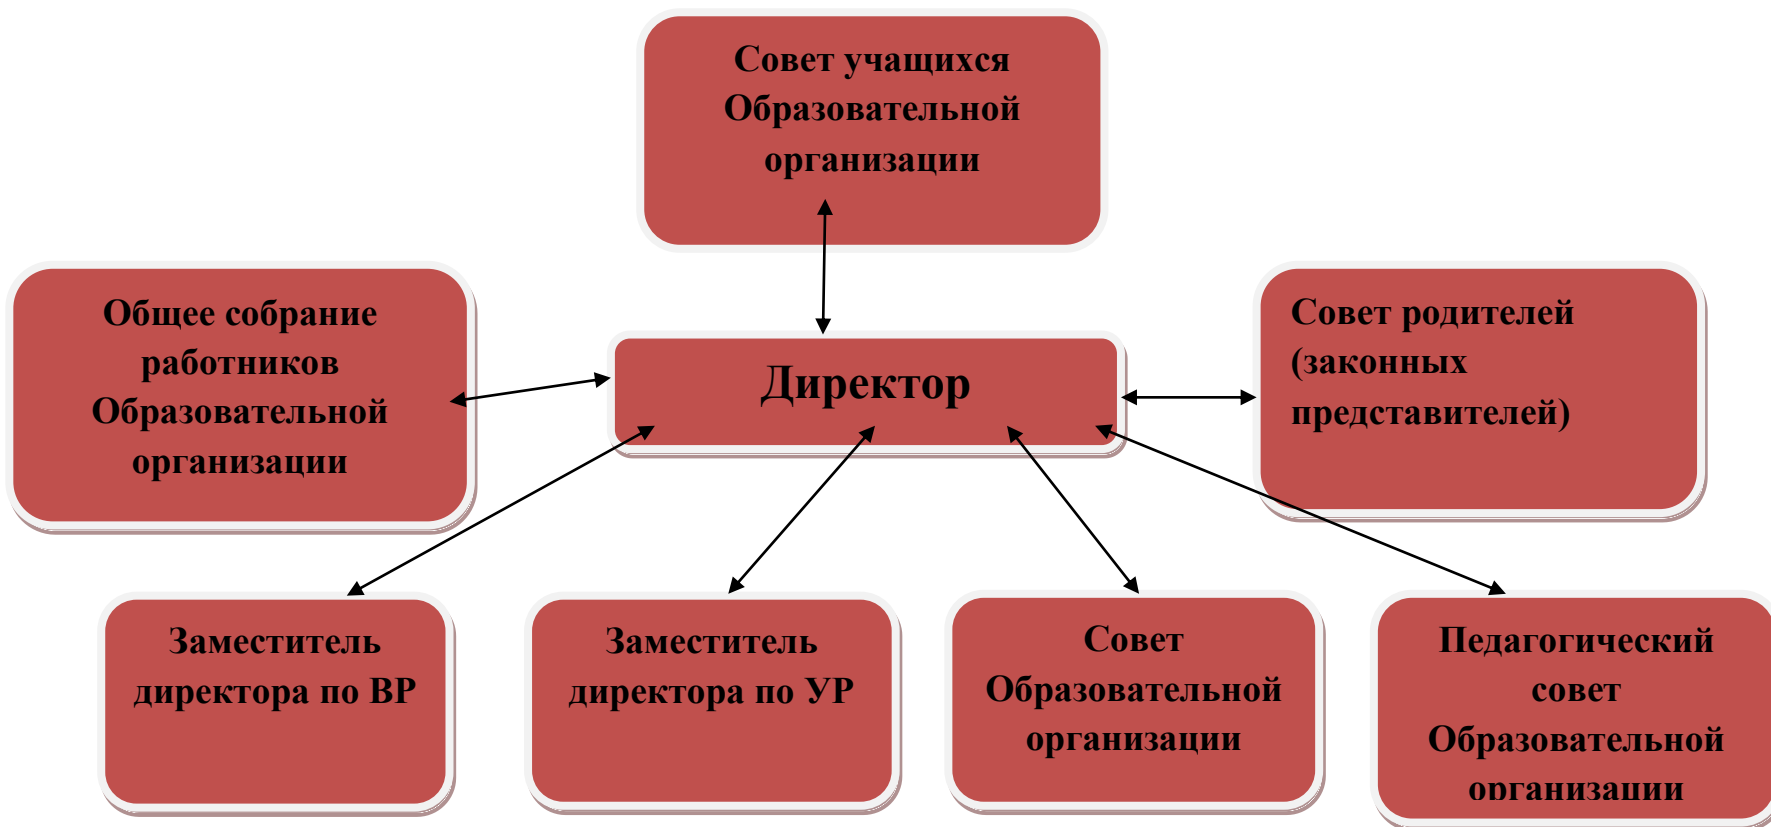 Совет учащихся
Образовательной
организации
Общее собрание
работников
Образовательной
организации
Директор
Совет родителей
(законных
представителей)
Заместитель
директора по ВР
Заместитель
директора по УР
Совет
Образовательной
организации
Педагогический
совет
Образовательной
организации